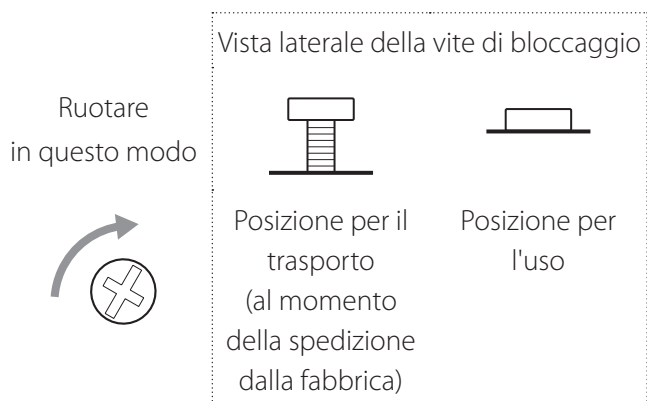 Vista laterale della vite di bloccaggio
Ruotare
in questo modo
Posizione per il
trasporto
(al momento
della spedizione
dalla fabbrica)
Posizione per
l'uso